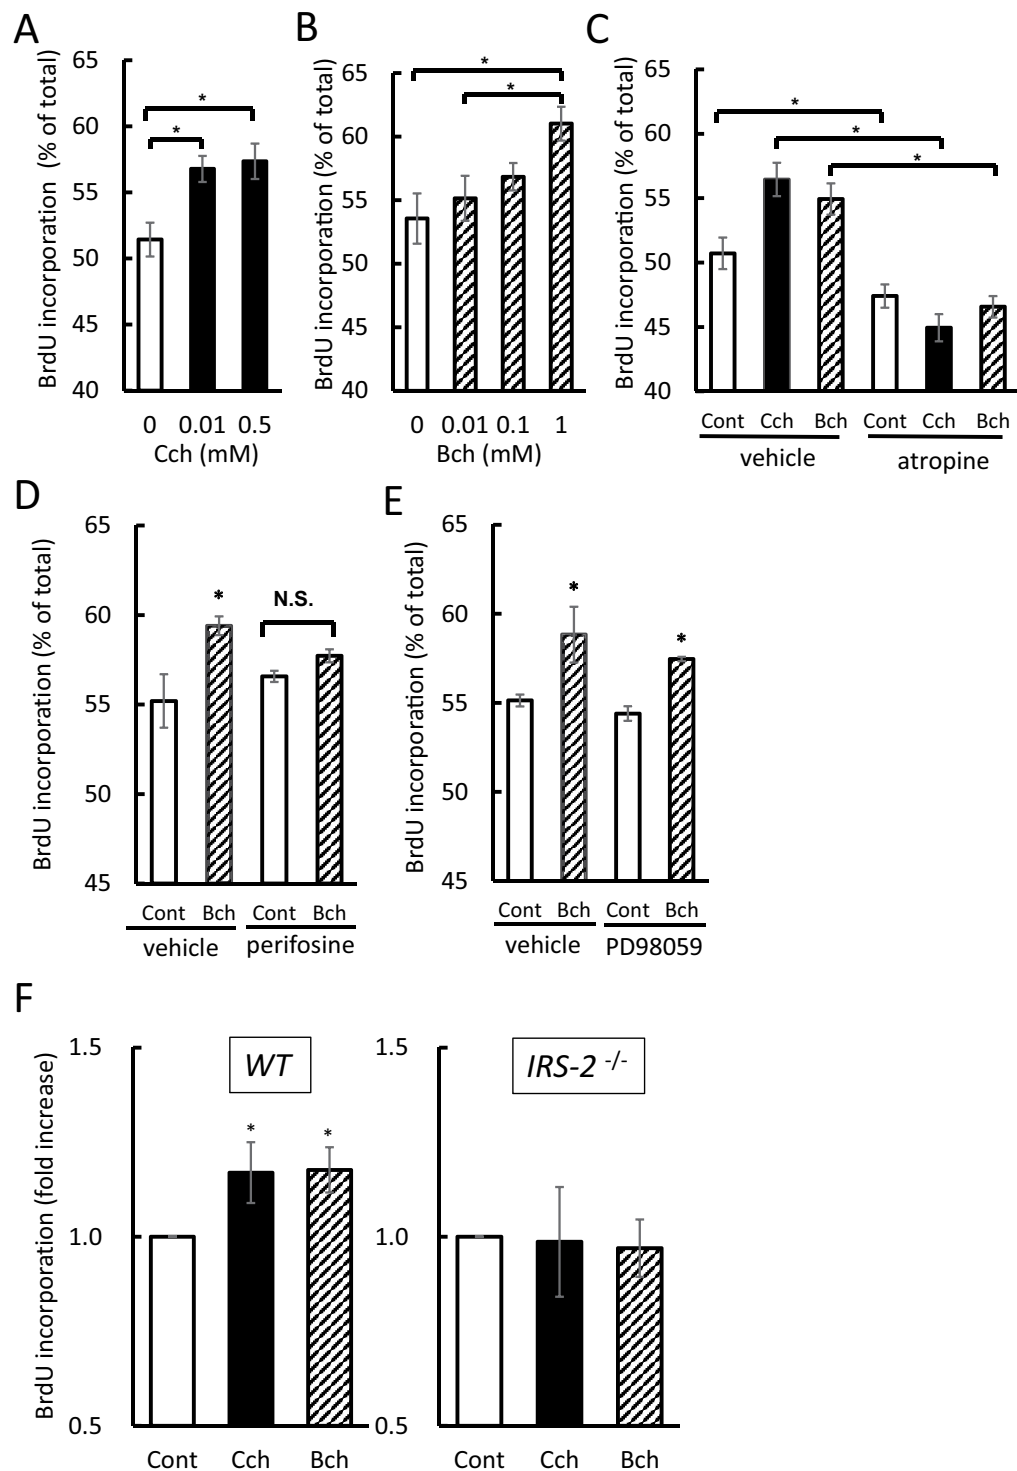 A
BrdU incorporation (% of total)
65
60
55
50
45
40
*
*
0 0.01 0.5
Cch (mM)
B
BrdU incorporation (% of total)
65
60
55
50
45
40
*
*
0 0.01 0.1 1
Bch (mM)
C
BrdU incorporation (% of total)
65
60
55
50
45
40
*
*
*
Cont Cch Bch Cont Cch Bch
vehicle atropine
D
BrdU incorporation (% of total)
65
60
55
50
45
*
N.S.
Cont Bch Cont Bch
vehicle perifosine
E
BrdU incorporation (% of total)
65
60
55
50
45
*
*
Cont Bch Cont Bch
vehicle PD98059
F
BrdU incorporation (fold increase)
1.5
1.0
0.5
WT
* *
Cont Cch Bch
1.5
1.0
0.5
IRS-2 -/-
Cont Cch Bch